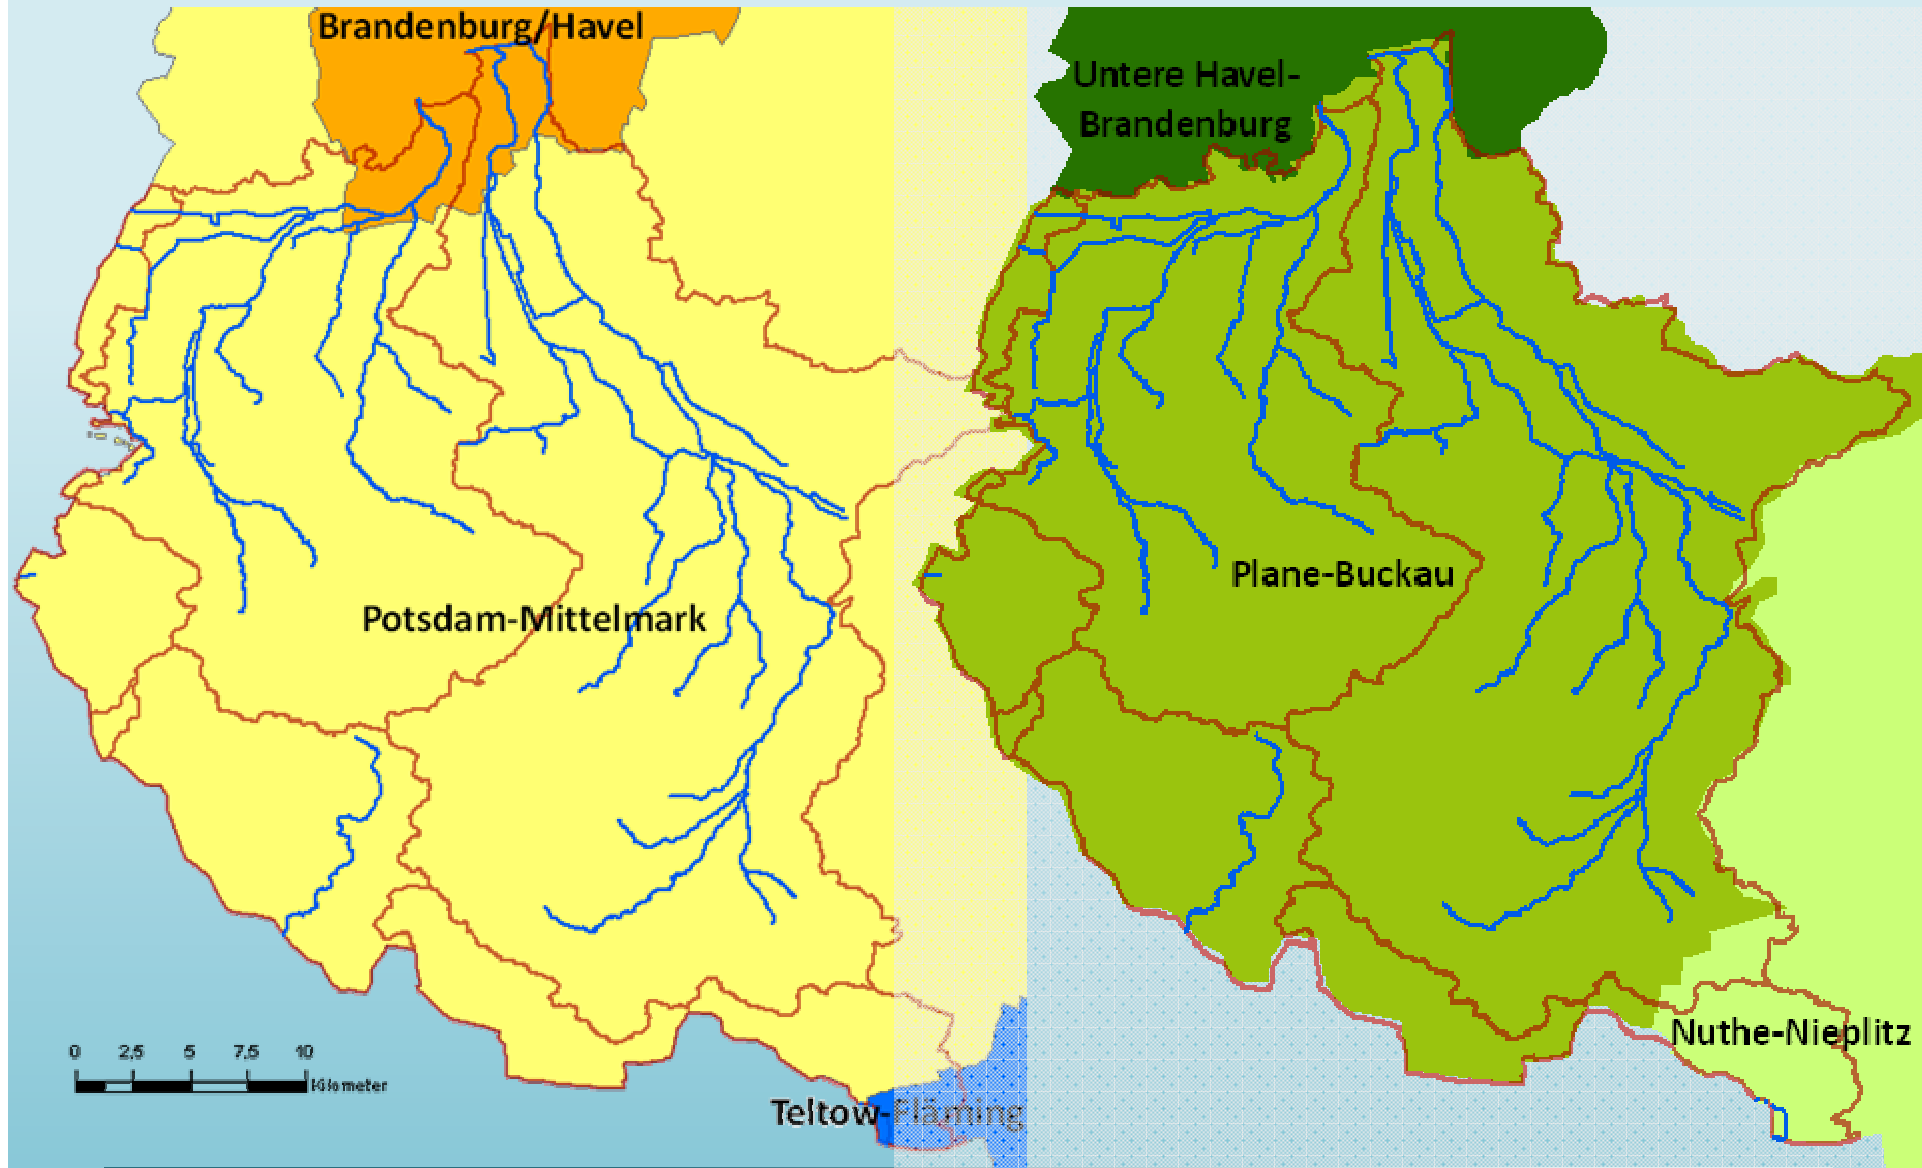 Brandenburg/Havel
Untere Havel-
Brandenburg
Plane-Buckau
Potsdam-Mittelmark
Nuthe-Nieplitz
0 2.5 5 7.5 10
Kilometer
Teltow-Fläming